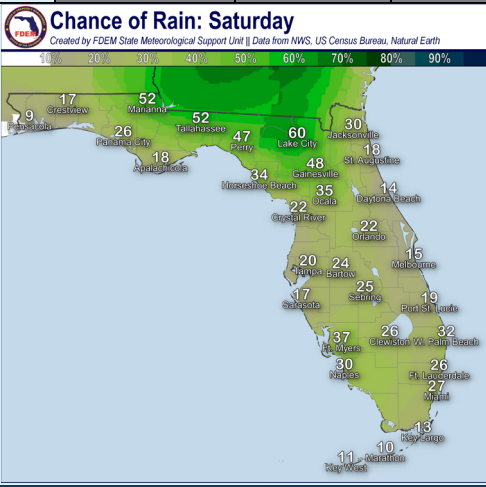 FDEM
Chance of Rain: Saturday
Created by FDEM State Meteorological Support Unit || Data from NWS, US Census Bureau, Natural Earth
10% 20% 30% 40% 50% 60% 70% 80% 90%
17
Crestview
9
Pensacola
52
Marianna
52
Tallahassee
26
Panama City
18
Apalachicola
47
Perry
60
Lake City
30
Jacksonville
18
St. Augustine
48
Gainesville
34
Horseshoe Beach
35
Ocala
14
Daytona Beach
22
Crystal River
22
Orlando
15
Melbourne
20
Tampa
24
Bartow
25
Sebring
17
Sarasota
19
Port St. Lucie
37
Ft. Myers
26
Clewiston
32
W. Palm Beach
30
Naples
26
Ft. Lauderdale
27
Miami
13
Key Largo
10
Marathon
11
Key West